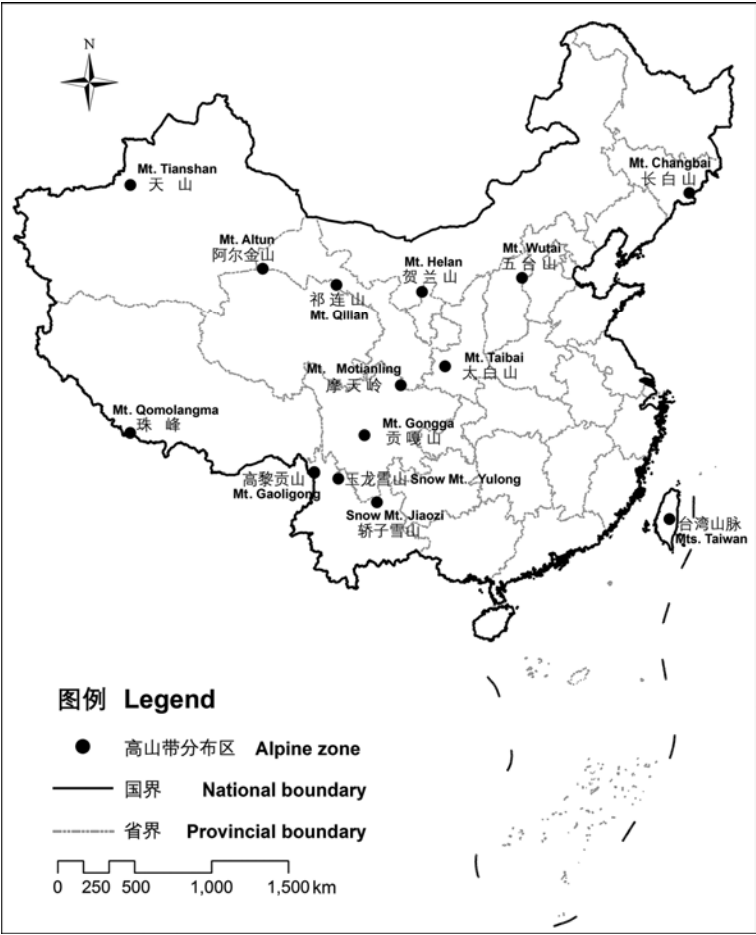 N
Mt. Tianshan
天 山
Mt. Changbai
长 白 山
Mt. Altun
阿尔金山
Mt. Helan
贺 兰 山
Mt. Wutai
五 台 山
祁 连 山
Mt. Qilian
Mt. Taibai
太 白 山
Mt. Motianling
摩 天 岭
Mt. Qomolangma
珠 峰
Mt. Gongga
贡 嘎 山
高黎贡山
Mt. Gaoligong
玉龙雪山 Snow Mt. Yulong
Snow Mt. Jiaozi
轿子雪山
台湾山脉
Mts. Taiwan
图例 Legend
高山带分布区 Alpine zone
国界 National boundary
省界 Provincial boundary
0 250 500 1,000 1,500 km